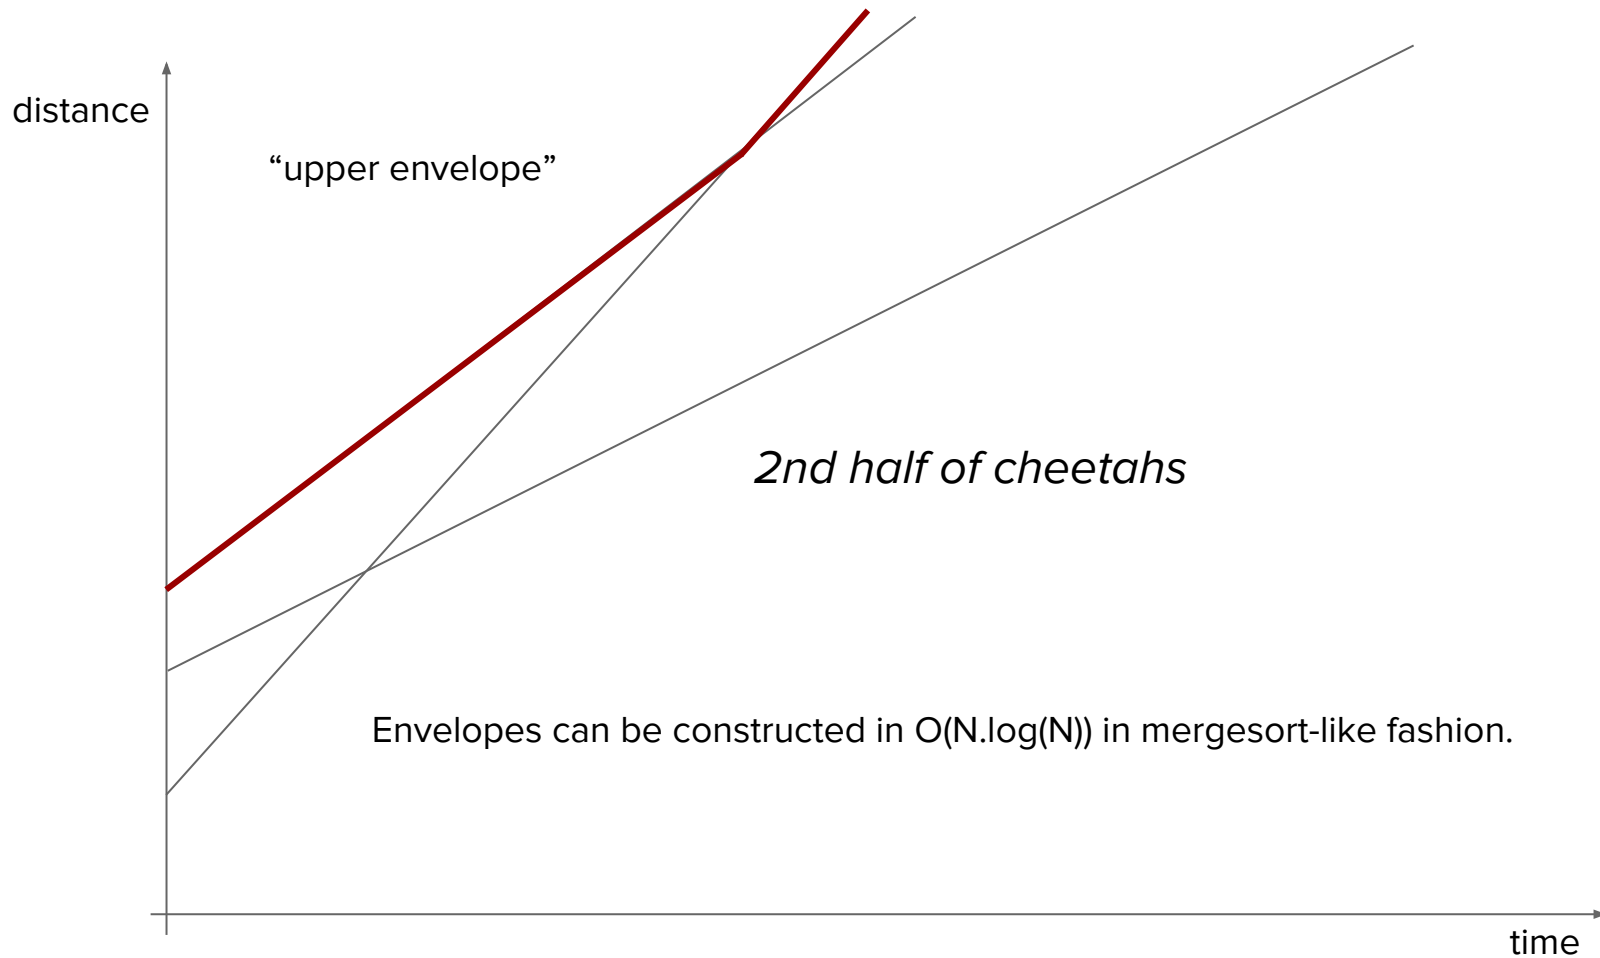 distance
“upper envelope”
2nd half of cheetahs
Envelopes can be constructed in O(N.log(N)) in mergesort-like fashion.
time